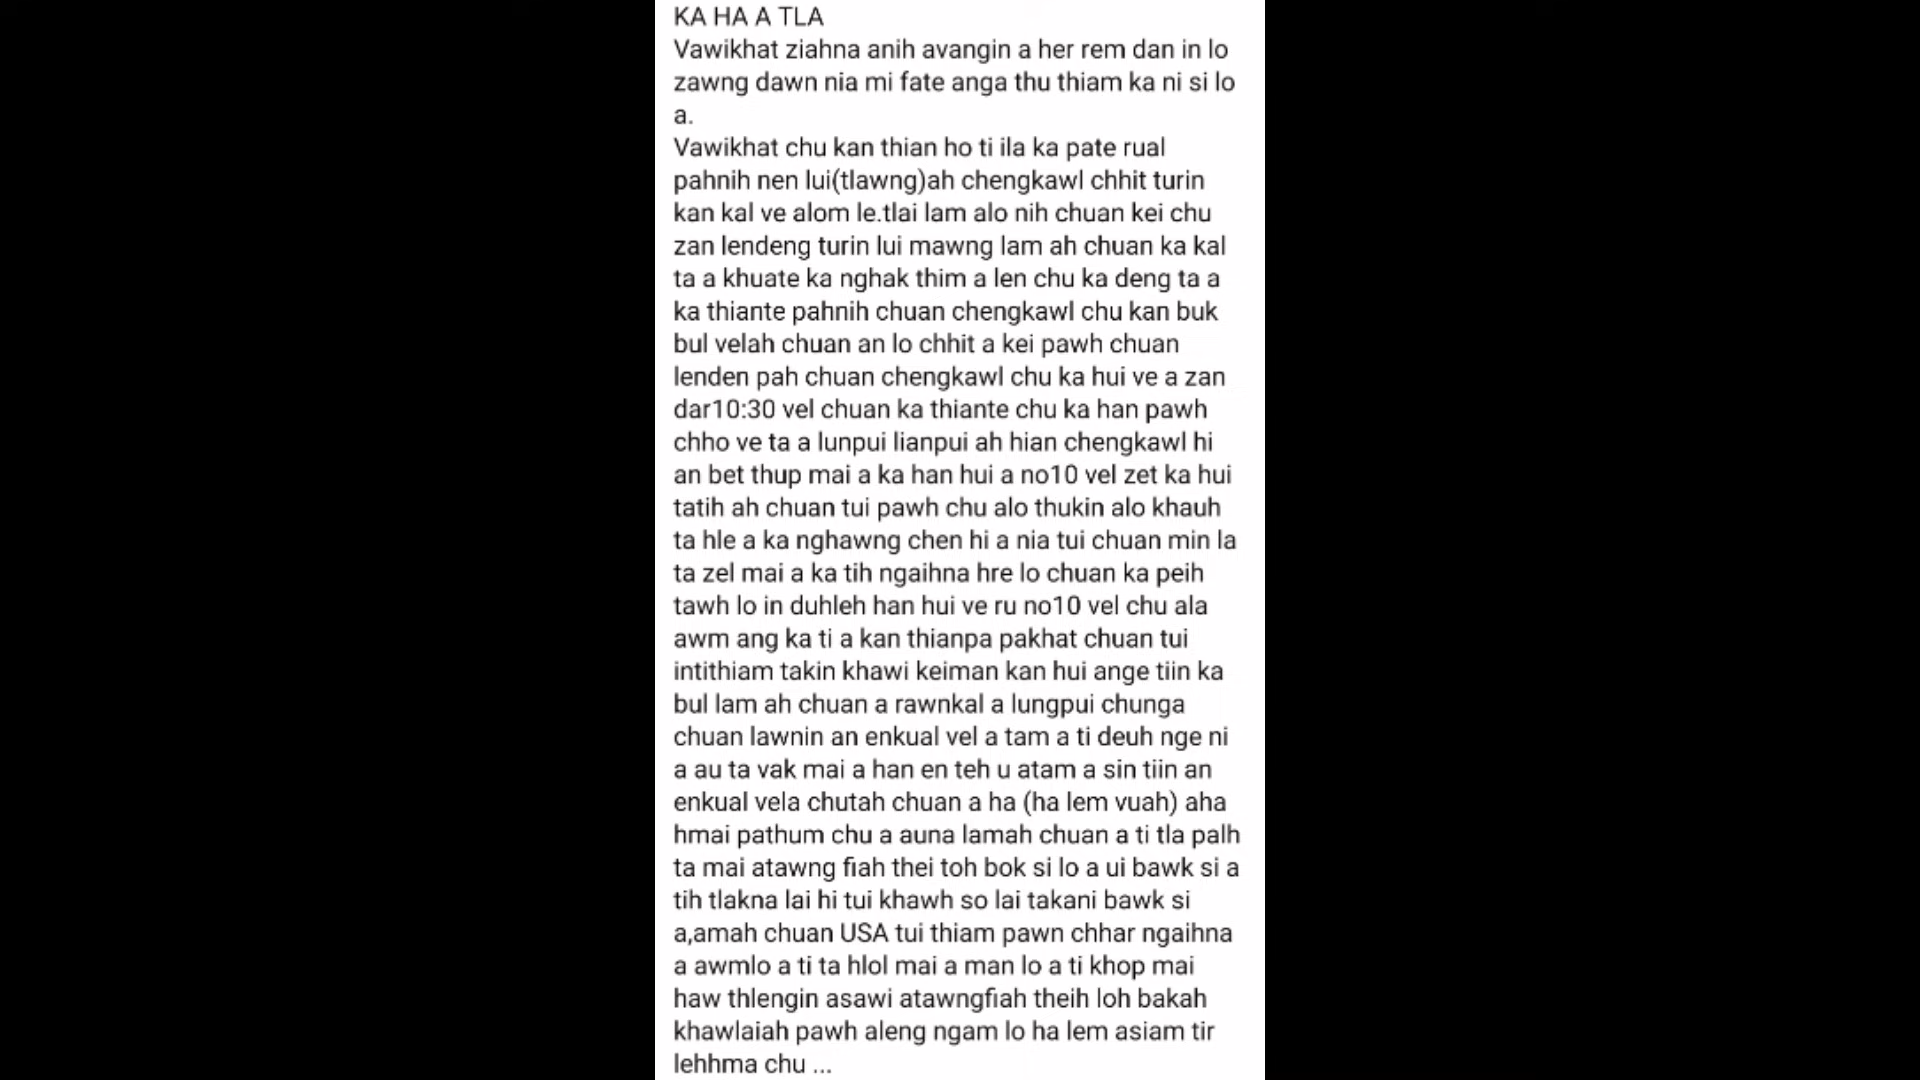 KA HA A TLA
Vawikhat ziahna anih avangin a her rem dan in lo
zawng dawn nia mi fate anga thu thiam ka ni si lo
a.
Vawikhat chu kan thian ho ti ila ka pate rual
pahnih nen lui(tlawng)ah chengkawl chhit turin
kan kal ve alom le.tlai lam alo nih chuan kei chu
zan lendeng turin lui mawng lam ah chuan ka kal
ta a khuate ka nghak thim a len chu ka deng ta a
ka thiante pahnih chuan chengkawl chu kan buk
bul velah chuan an lo chhit a kei pawh chuan
lenden pah chuan chengkawl chu ka hui ve a zan
dar10:30 vel chuan ka thiante chu ka han pawh
chho ve ta a lunpui lianpui ah hian chengkawl hi
an bet thup mai a ka han hui a no10 vel zet ka hui
tatih ah chuan tui pawh chu alo thukin alo khauh
ta hle a ka nghawng chen hi a nia tui chuan min la
ta zel mai a ka tih ngaihna hre lo chuan ka peih
tawh lo in duhleh han hui ve ru no10 vel chu ala
awm ang ka ti a kan thianpa pakhat chuan tui
intithiam takin khawi keiman kan hui ange tiin ka
bul lam ah chuan a rawnkal a lungpui chunga
chuan lawnin an enkual vel a tam a ti deuh nge ni
a au ta vak mai a han en teh u atam a sin tiin an
enkual vela chutah chuan a ha (ha lem vuah) aha
hmai pathum chu a auna lamah chuan a ti tla palh
ta mai atawng fiah thei toh bok si lo a ui bawk si a
tih tlakna lai hi tui khawh so lai takani bawk si
a,amah chuan USA tui thiam pawn chhar ngaihna
a awmlo a ti ta hlol mai a man lo a ti khop mai
haw thlengin asawi atawngfiah theih loh bakah
khawlaiah pawh aleng ngam lo ha lem asiam tir
lehhma chu ...